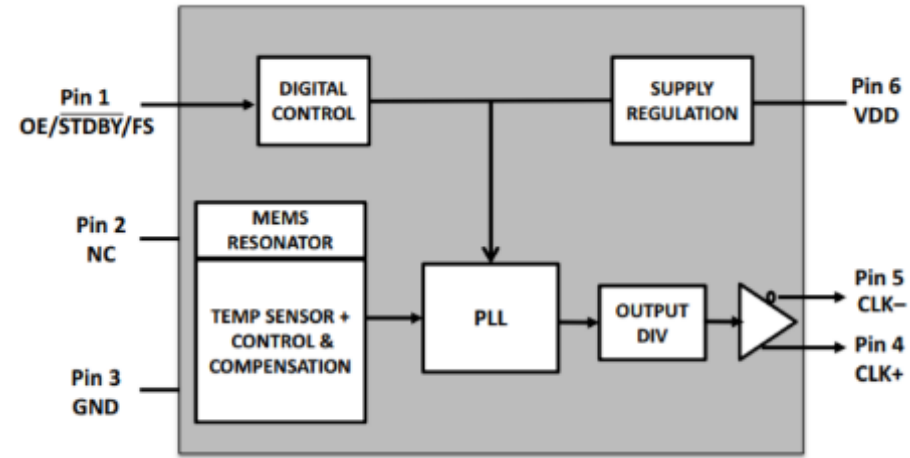 Pin 1
OE/STDBY/FS
DIGITAL
CONTROL
SUPPLY
REGULATION
Pin 6
VDD
Pin 2
NC
MEMS
RESONATOR
TEMP SENSOR +
CONTROL &
COMPENSATION
PLL
OUTPUT
DIV
Pin 5
CLK–
Pin 4
CLK+
Pin 3
GND